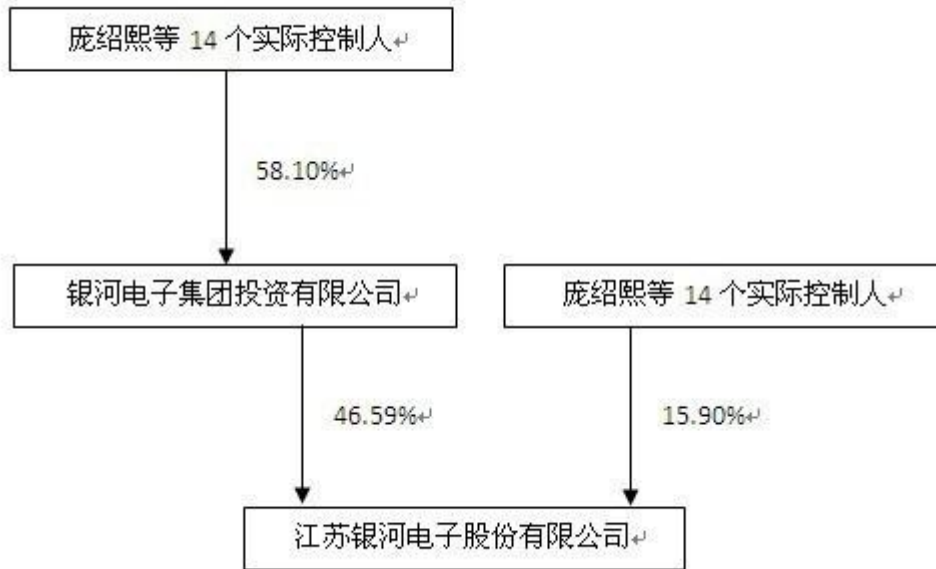 庞绍熙等 14 个实际控制人↵
58.10%↵
银河电子集团投资有限公司↵
庞绍熙等 14 个实际控制人↵
46.59%↵
15.90%↵
江苏银河电子股份有限公司↵